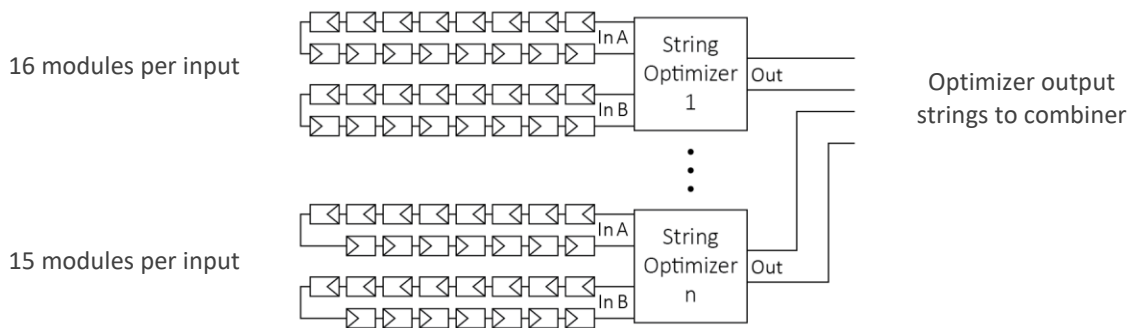 16 modules per input
In A
In B
String
Optimizer
1
Out
Optimizer output
strings to combiner
15 modules per input
In A
In B
String
Optimizer
n
Out